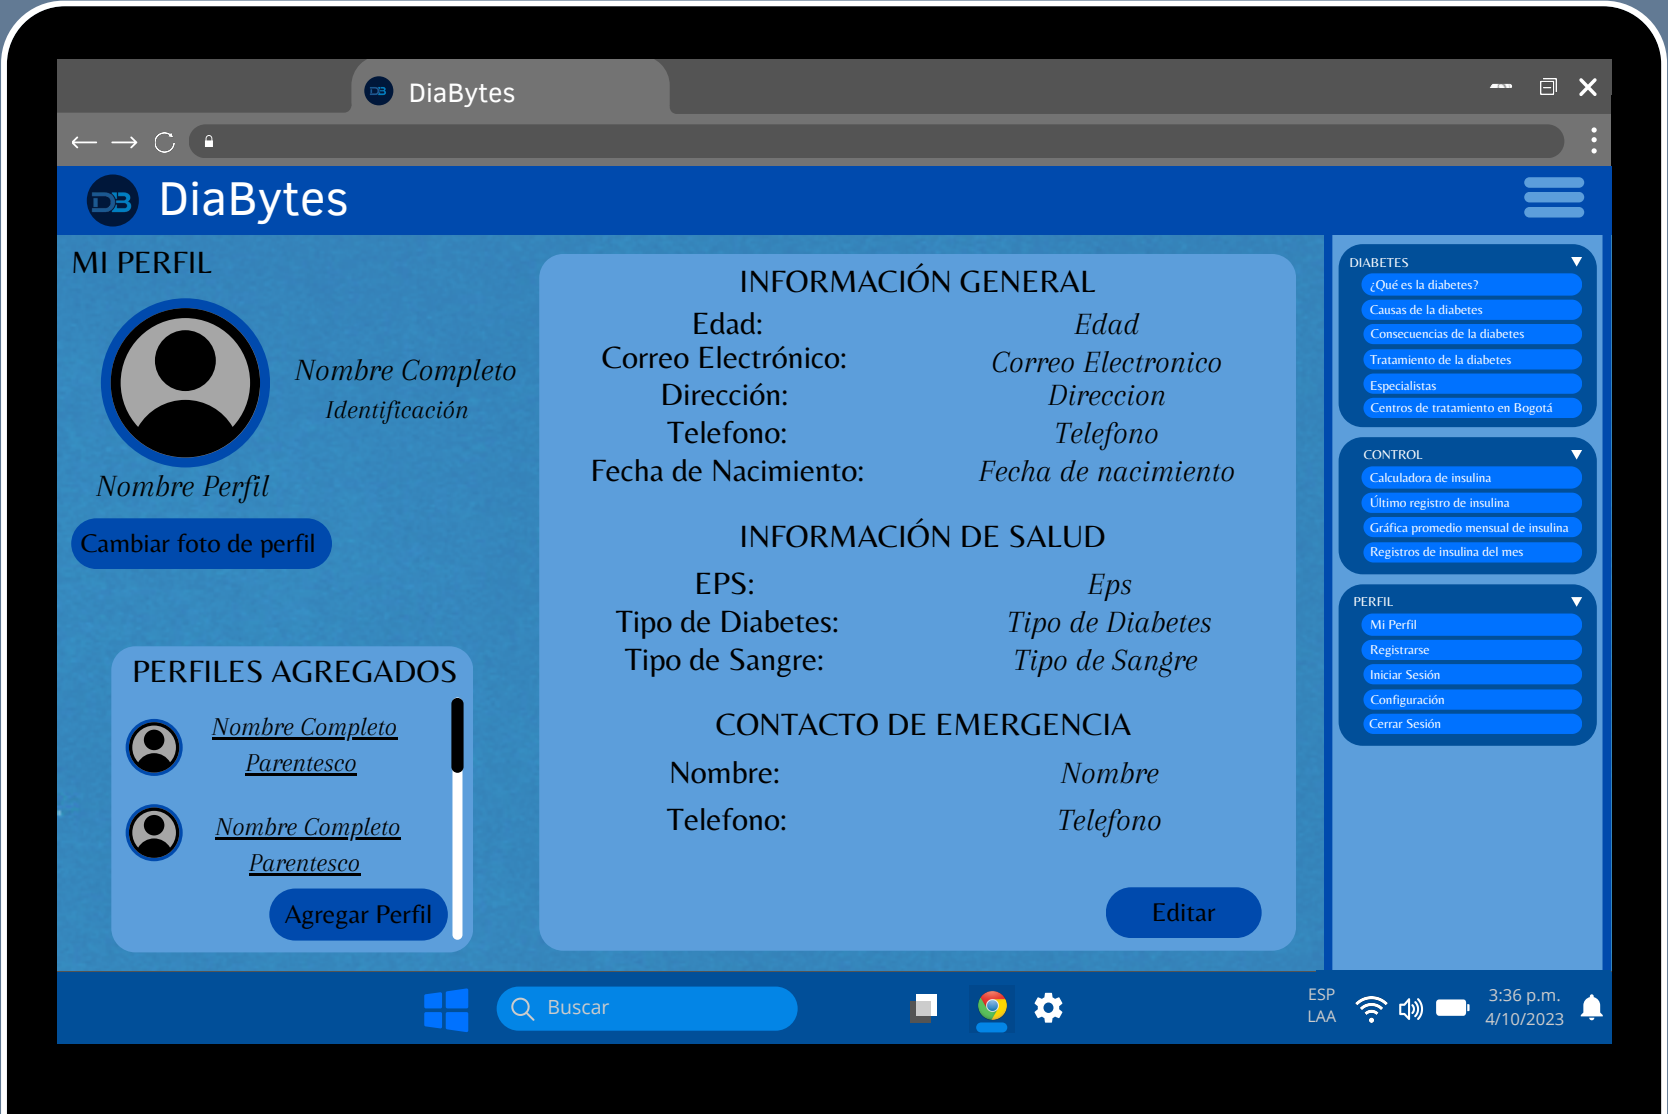 DB DiaBytes
DB DiaBytes
MI PERFIL
Nombre Completo
Identificación
Nombre Perfil
Cambiar foto de perfil
PERFILES AGREGADOS
Nombre Completo
Parentesco
Nombre Completo
Parentesco
Agregar Perfil
INFORMACIÓN GENERAL
Edad: Edad
Correo Electrónico: Correo Electronico
Dirección: Direccion
Telefono: Telefono
Fecha de Nacimiento: Fecha de nacimiento
INFORMACIÓN DE SALUD
EPS: Eps
Tipo de Diabetes: Tipo de Diabetes
Tipo de Sangre: Tipo de Sangre
CONTACTO DE EMERGENCIA
Nombre: Nombre
Telefono: Telefono
Editar
DIABETES
¿Qué es la diabetes?
Causas de la diabetes
Consecuencias de la diabetes
Tratamiento de la diabetes
Especialistas
Centros de tratamiento en Bogotá
CONTROL
Calculadora de insulina
Último registro de insulina
Gráfica promedio mensual de insulina
Registros de insulina del mes
PERFIL
Mi Perfil
Registrarse
Iniciar Sesión
Configuración
Cerrar Sesión
Buscar
ESP
LAA
3:36 p.m.
4/10/2023